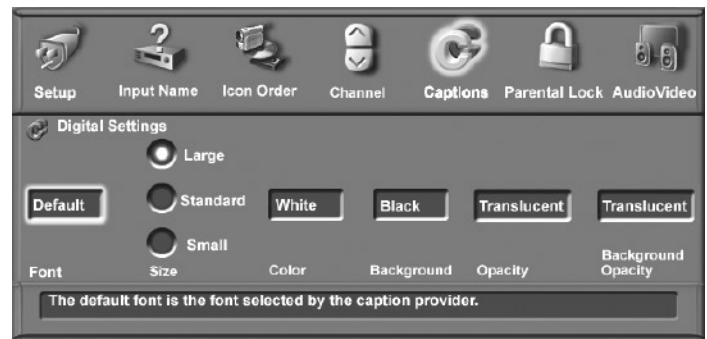 Setup
Input Name
Icon Order
Channel
Captions
Parental Lock
AudioVideo
Digital Settings
Large
Standard
Small
Default
White
Black
Translucent
Translucent
Font
Size
Color
Background
Opacity
Background
Opacity
The default font is the font selected by the caption provider.